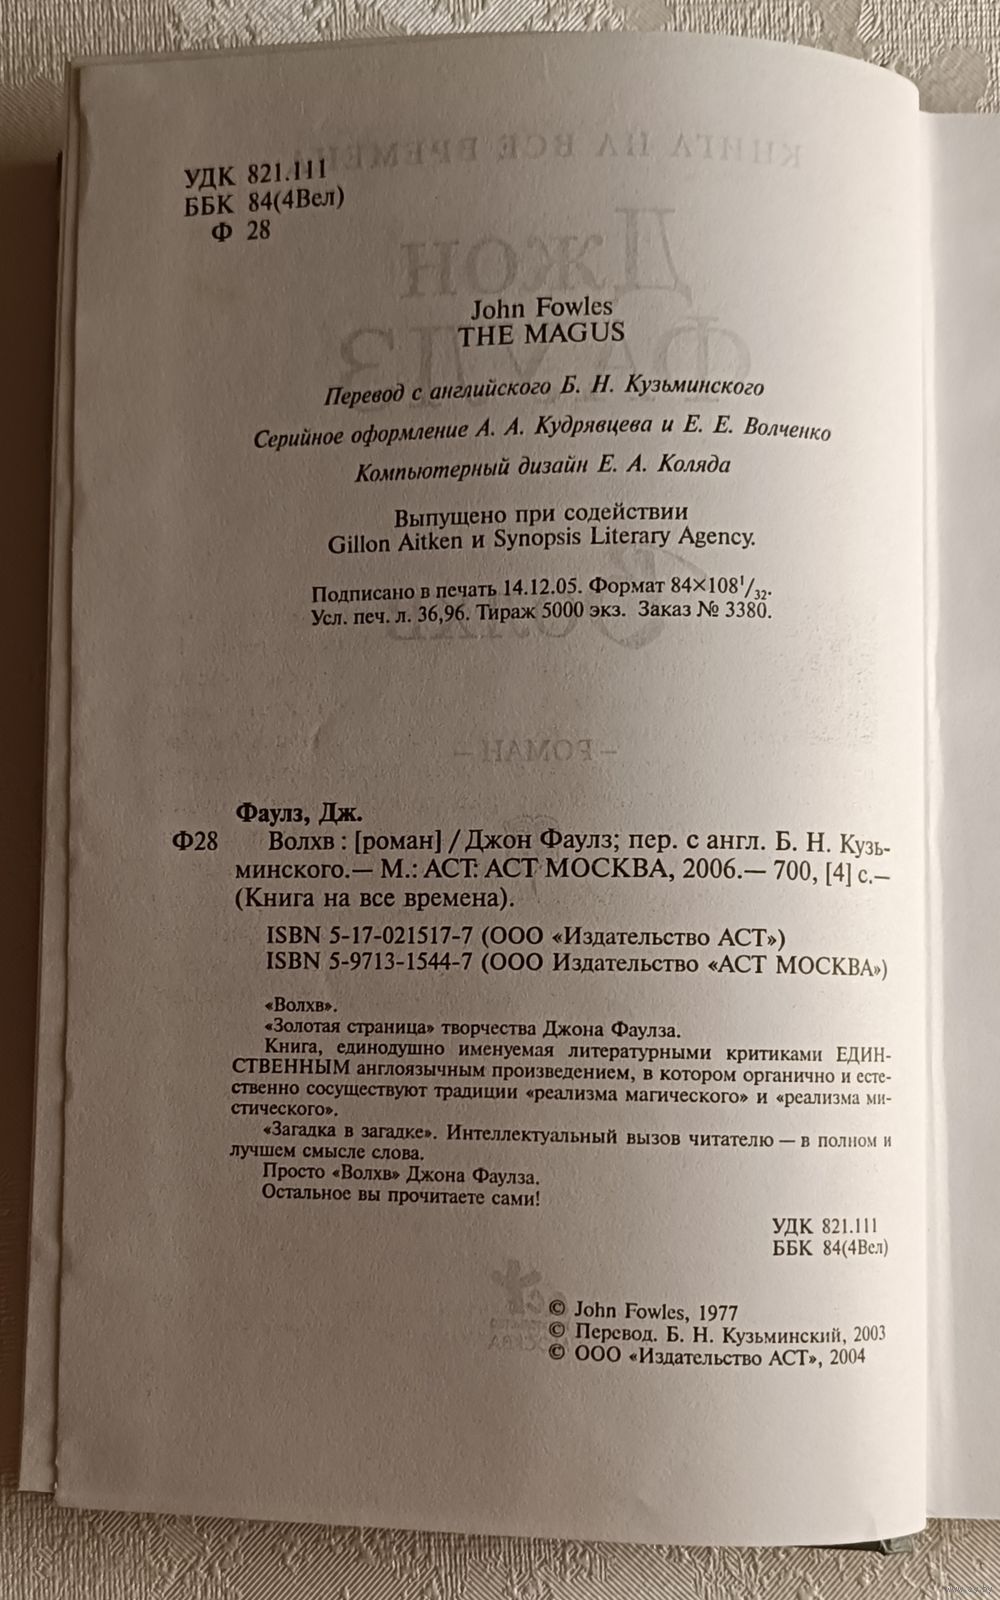 УДК 821.111
ББК 84(4Вел)
Ф 28
John Fowles
THE MAGUS
Перевод с английского Б. Н. Кузьминского
Серийное оформление А. А. Кудрявцева и Е. Е. Волченко
Компьютерный дизайн Е. А. Коляда
Выпущено при содействии
Gillon Aitken и Synopsis Literary Agency.
Подписано в печать 14.12.05. Формат 84×108¹/₃₂.
Усл. печ. л. 36,96. Тираж 5000 экз. Заказ № 3380.
Фаулз, Дж.
Ф28 Волхв : [роман] / Джон Фаулз; пер. с англ. Б. Н. Кузь-
минского.— М.: АСТ: АСТ МОСКВА, 2006.— 700, [4] с.—
(Книга на все времена).
ISBN 5-17-021517-7 (ООО «Издательство АСТ»)
ISBN 5-9713-1544-7 (ООО Издательство «АСТ МОСКВА»)
«Волхв».
«Золотая страница» творчества Джона Фаулза.
Книга, единодушно именуемая литературными критиками ЕДИН-
СТВЕННЫМ англоязычным произведением, в котором органично и есте-
ственно сосуществуют традиции «реализма магического» и «реализма ми-
стического».
«Загадка в загадке». Интеллектуальный вызов читателю — в полном и
лучшем смысле слова.
Просто «Волхв» Джона Фаулза.
Остальное вы прочитаете сами!
УДК 821.111
ББК 84(4Вел)
© John Fowles, 1977
© Перевод. Б. Н. Кузьминский, 2003
© ООО «Издательство АСТ», 2004